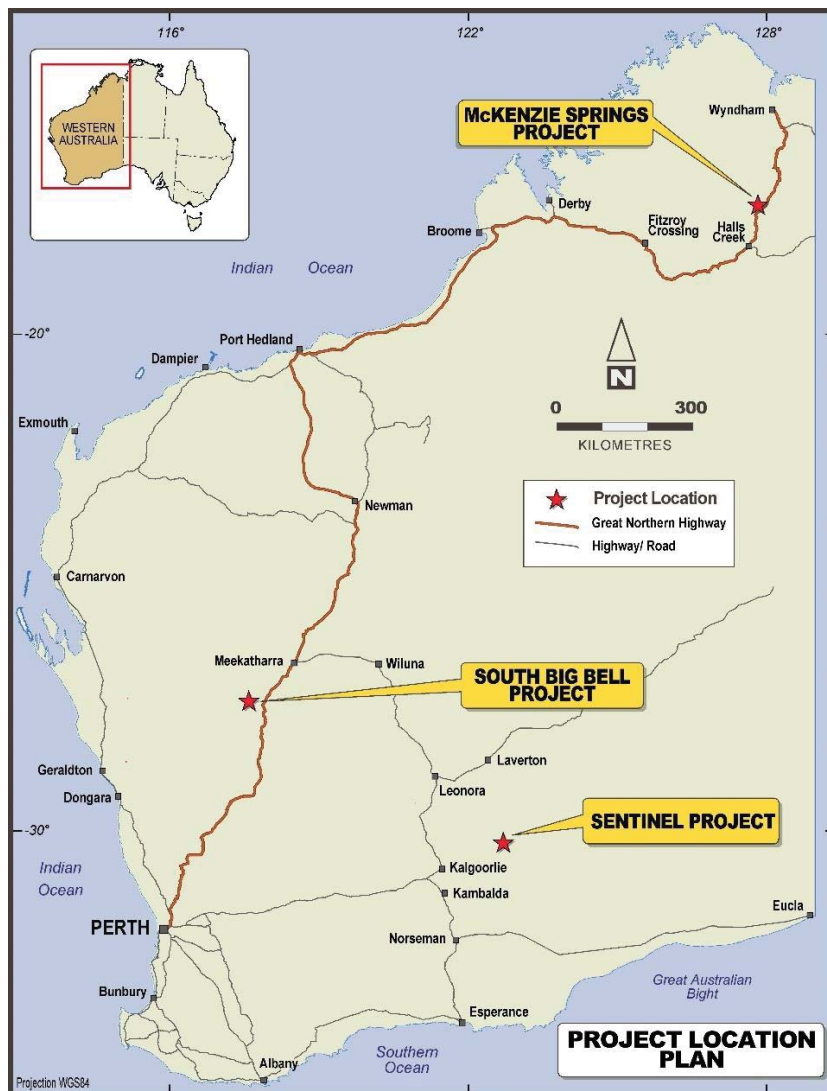 116°
122°
128°
WESTERN
AUSTRALIA
McKENZIE SPRINGS
PROJECT
Wyndham
Derby
Broome
Fitzroy
Crossing
Halls
Creek
Indian Ocean
-20°
Port Hedland
Dampier
Exmouth
N
0 300
KILOMETRES
Project Location
Great Northern Highway
Highway/ Road
Newman
Carnarvon
Meekatharra
Wiluna
SOUTH BIG BELL
PROJECT
Laverton
Leonora
Geraldton
Dongara
-30°
SENTINEL PROJECT
Indian
Ocean
Kalgoorlie
Kambalda
Eucla
PERTH
Norseman
Great Australian
Bight
Bunbury
Esperance
Southern
Ocean
Albany
PROJECT LOCATION
PLAN
Projection WGS84